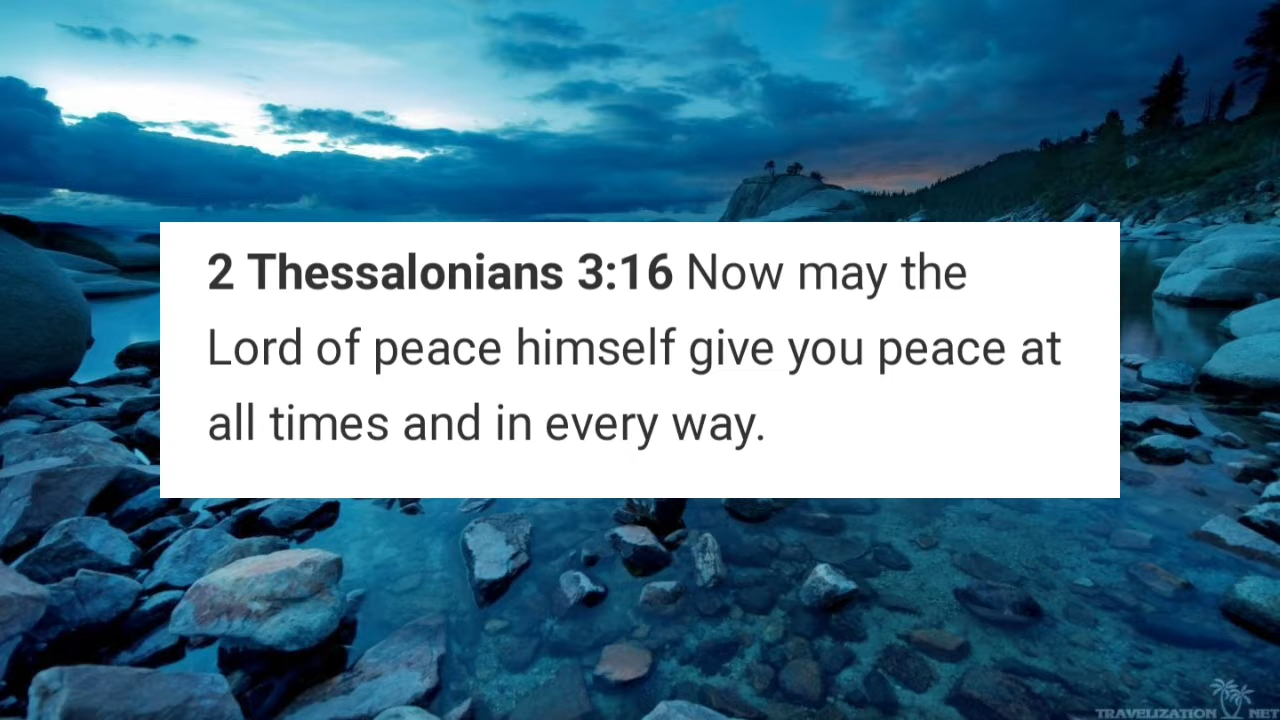 2 Thessalonians 3:16 Now may the
Lord of peace himself give you peace at
all times and in every way.
TRAVELIZATION NET